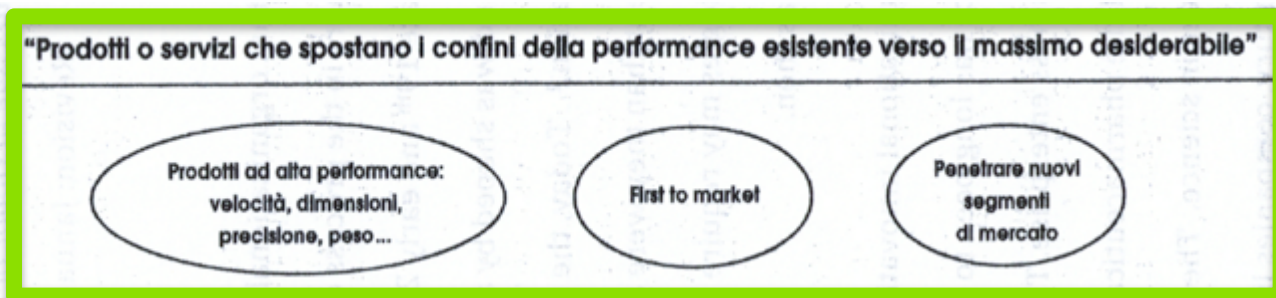 "Prodotti o servizi che spostano i confini della performance esistente verso il massimo desiderabile"
Prodotti ad alta performance:
velocità, dimensioni,
precisione, peso...
First to market
Penetrare nuovi
segmenti
di mercato